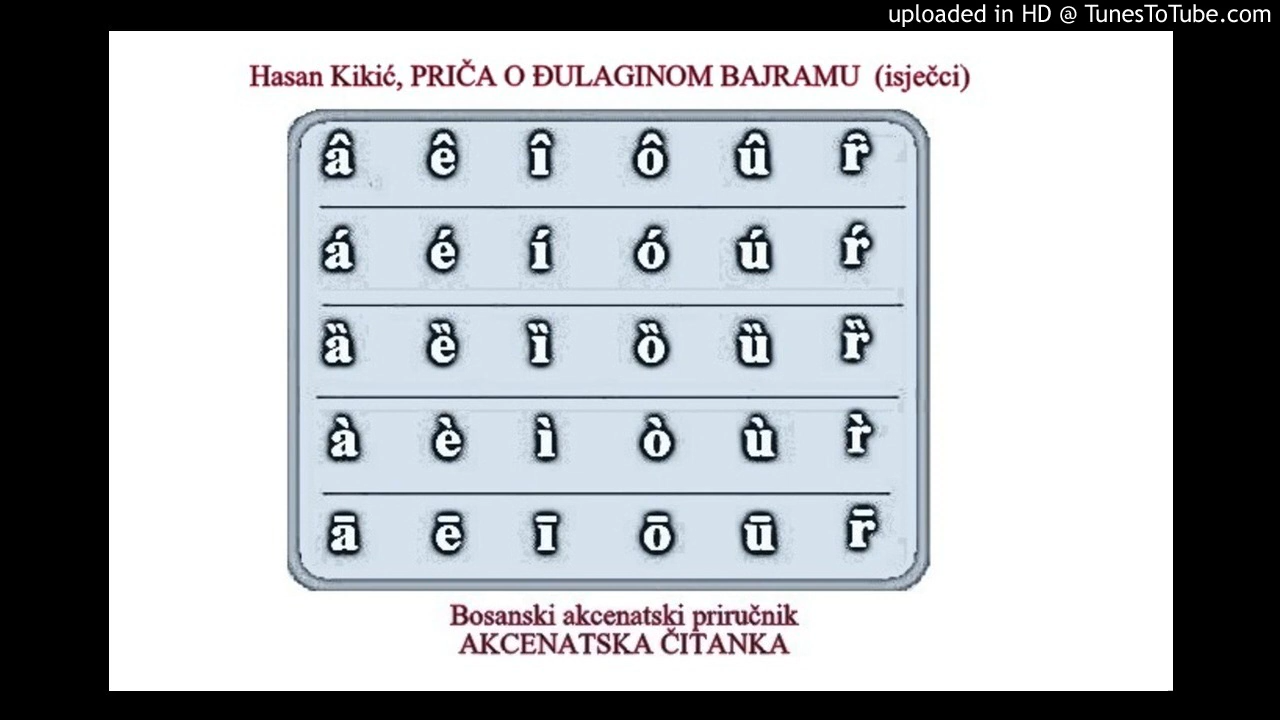 uploaded in HD @ TunesToTube.com
Hasan Kikić, PRIČA O ĐULAGINOM BAJRAMU (isječci)
â ê î ô û r̂
á é í ó ú ŕ
ȁ ȅ ȉ ȍ ȕ ȑ
à è ì ò ù r̀
ā ē ī ō ū r̄
Bosanski akcenatski priručnik
AKCENATSKA ČITANKA